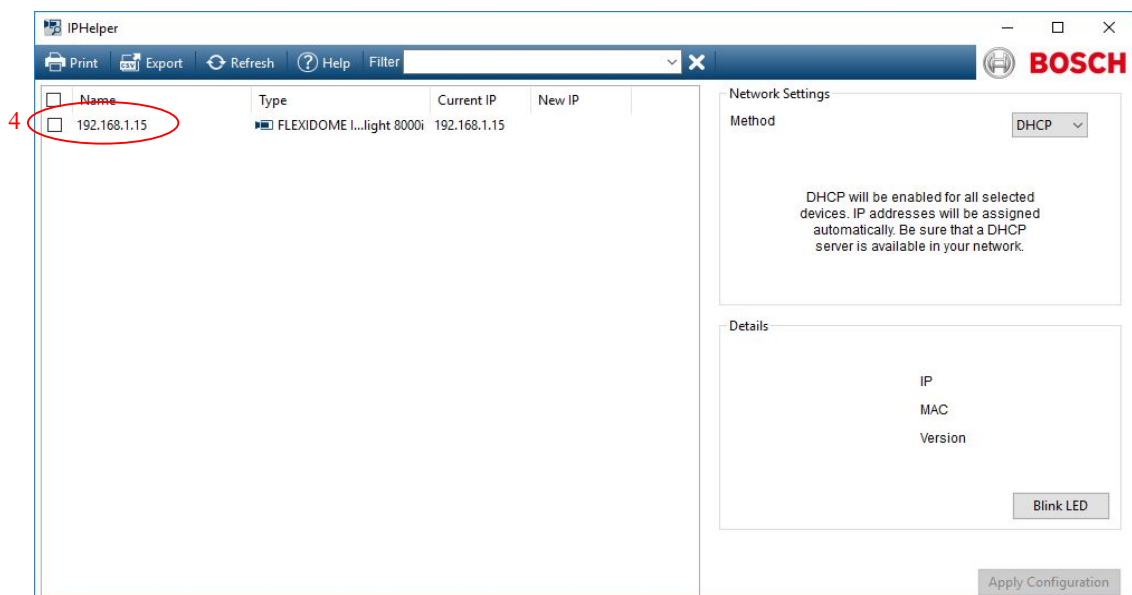 IPHelper
Print Export Refresh Help Filter BOSCH
csv
Name Type Current IP New IP
4 192.168.1.15 FLEXIDOME I...light 8000i 192.168.1.15
Network Settings
Method DHCP
DHCP will be enabled for all selected
devices. IP addresses will be assigned
automatically. Be sure that a DHCP
server is available in your network.
Details
IP
MAC
Version
Blink LED
Apply Configuration